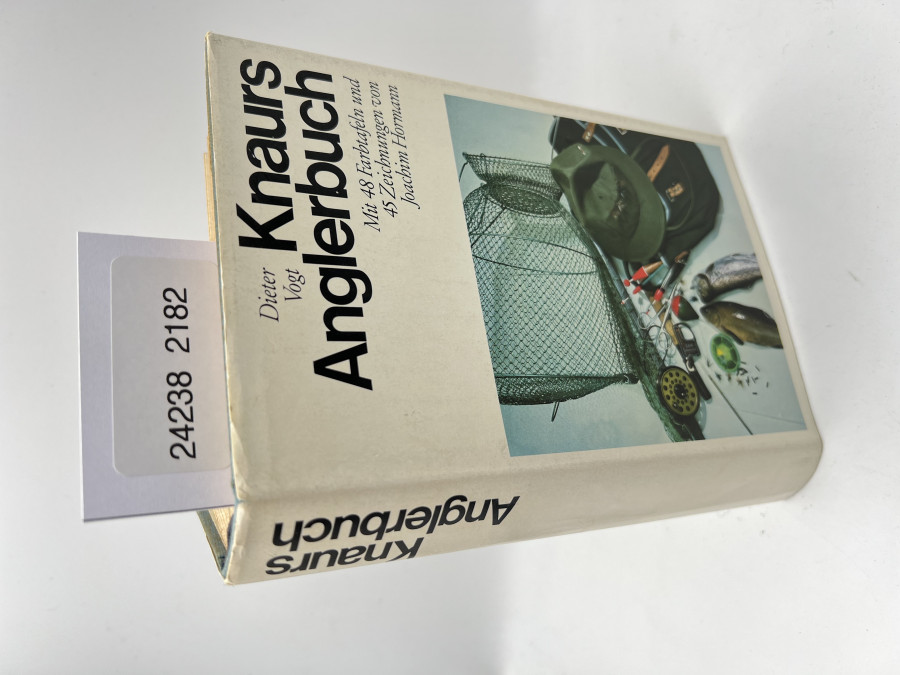 Dieter
Vogt
Knaurs
Anglerbuch
Mit 48 Farbtafeln und
45 Zeichnungen von
Joachim Hormann
Knaurs
Anglerbuch
24238 2182